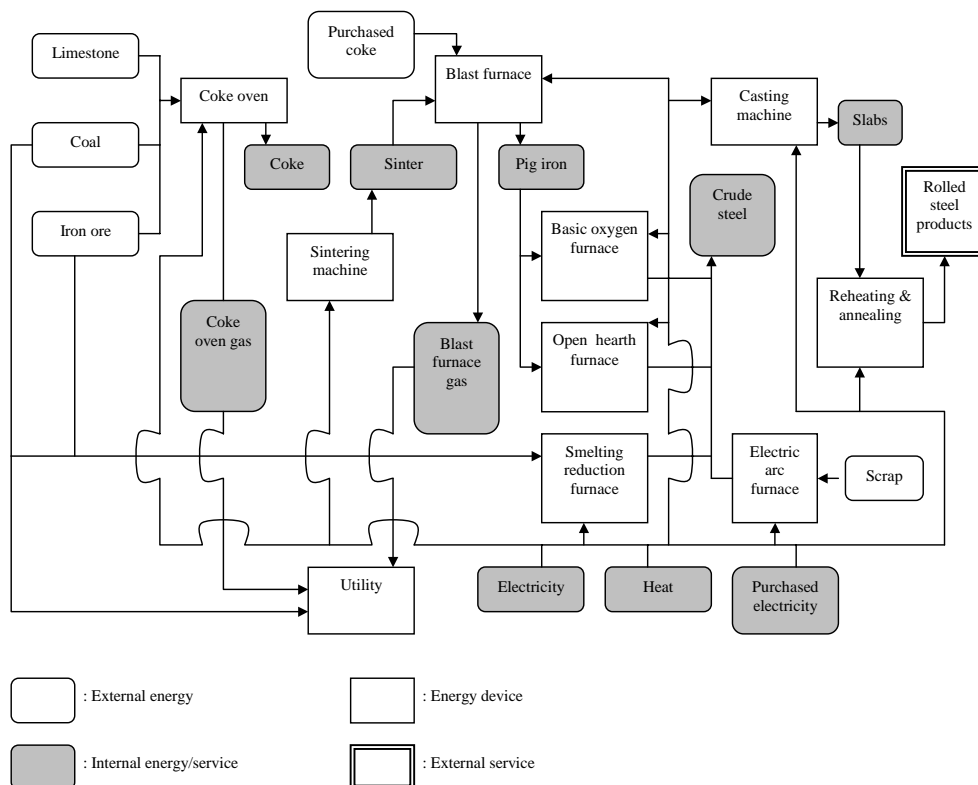 Purchased
coke
Limestone
Blast furnace
Coke oven
Casting
machine
Coal
Slabs
Coke
Sinter
Pig iron
Crude
steel
Rolled
steel
products
Iron ore
Basic oxygen
furnace
Sintering
machine
Reheating &
annealing
Coke
oven gas
Blast
furnace
gas
Open hearth
furnace
Smelting
reduction
furnace
Electric
arc
furnace
Scrap
Utility
Electricity
Heat
Purchased
electricity
: External energy
: Energy device
: Internal energy/service
: External service